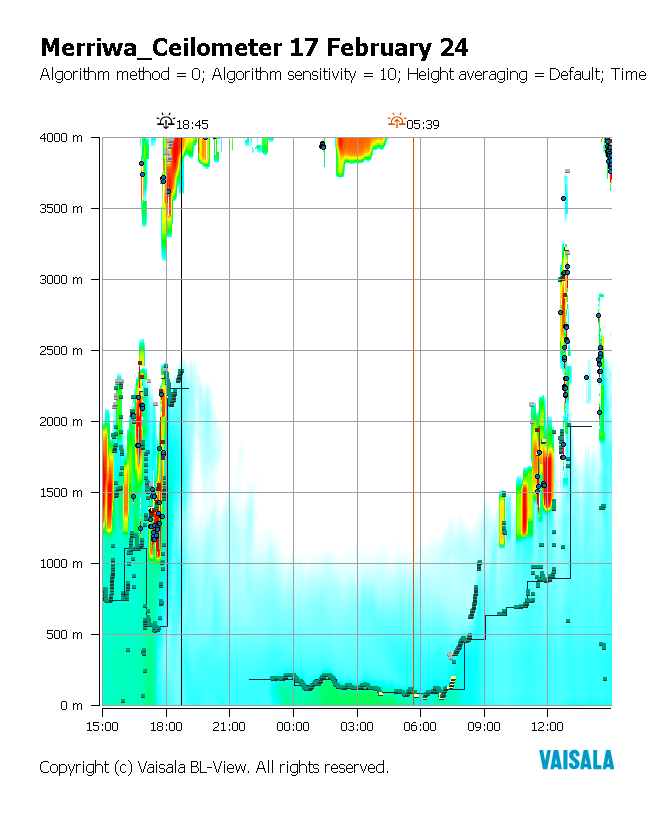 Merriwa_Ceilometer 17 February 24
Algorithm method = 0; Algorithm sensitivity = 10; Height averaging = Default; Time
18:45
05:39
4000 m
3500 m
3000 m
2500 m
2000 m
1500 m
1000 m
500 m
0 m
15:00 18:00 21:00 00:00 03:00 06:00 09:00 12:00
Copyright (c) Vaisala BL-View. All rights reserved.
VAISALA